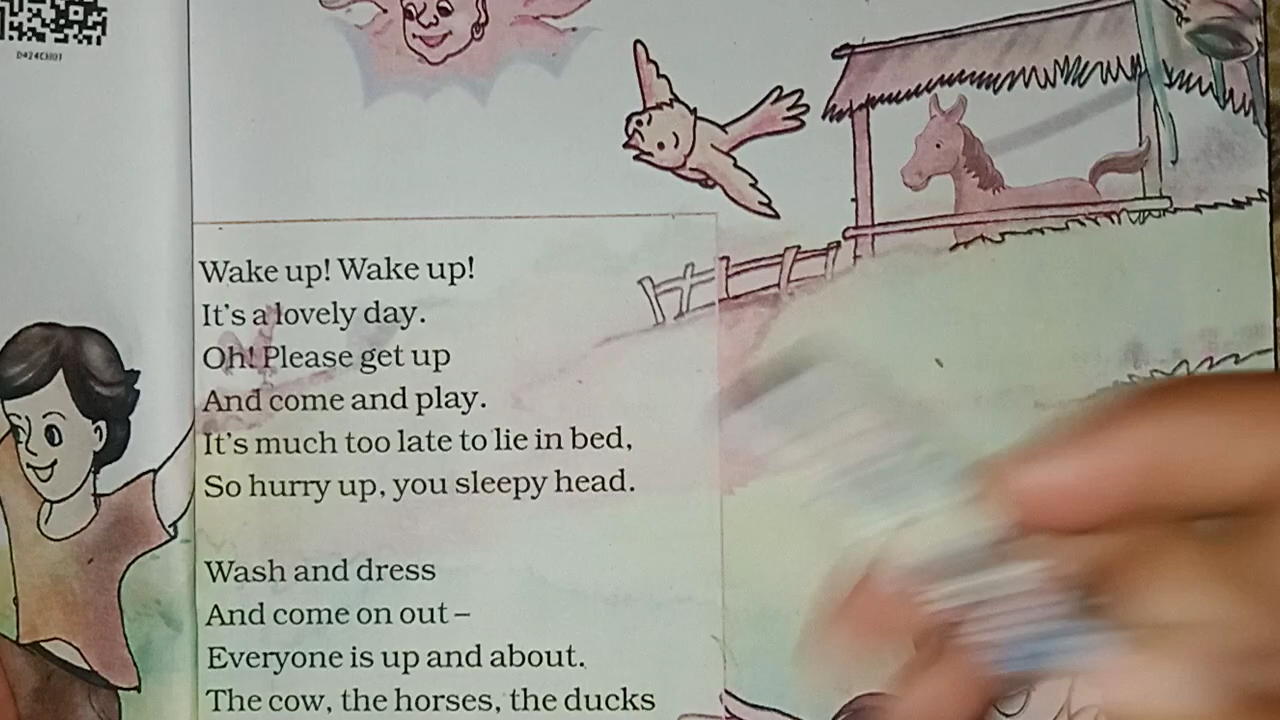 0424CH01
Wake up! Wake up!
It's a lovely day.
Oh! Please get up
And come and play.
It's much too late to lie in bed,
So hurry up, you sleepy head.
Wash and dress
And come on out –
Everyone is up and about.
The cow, the horses, the ducks